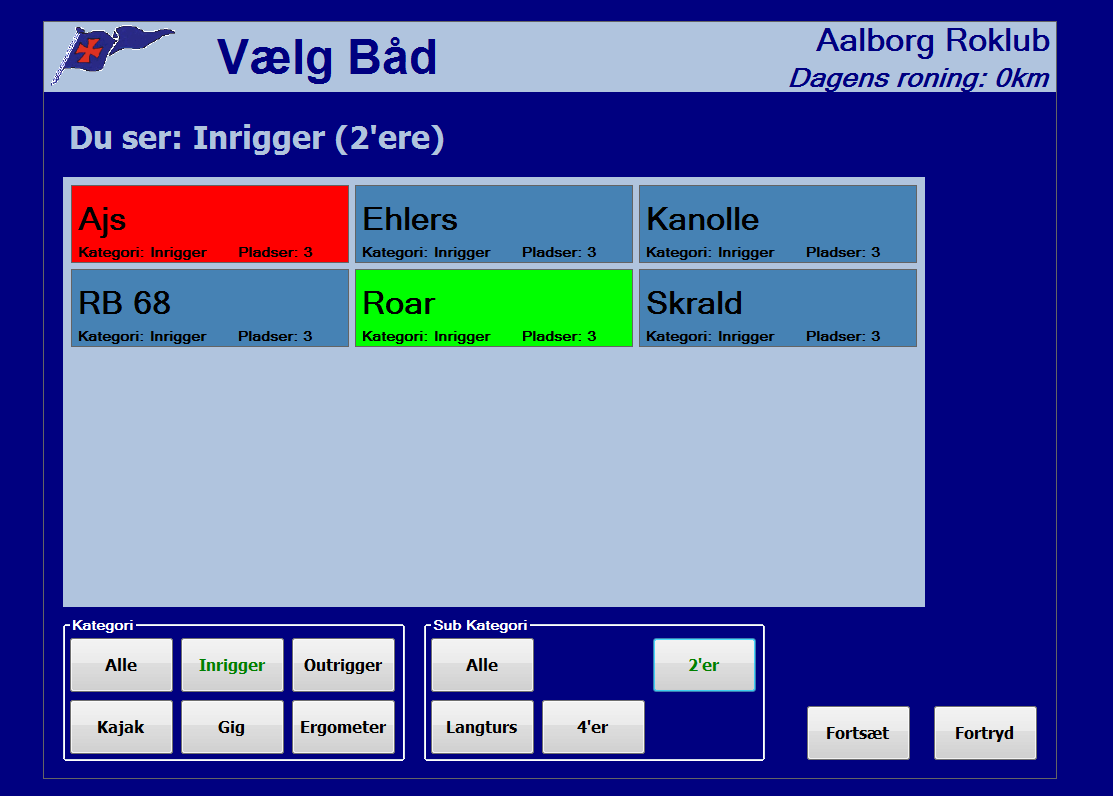 Vælg Båd
Aalborg Roklub
Dagens roning: 0km
Du ser: Inrigger (2'ere)
Ajs
Kategori: Inrigger Pladser: 3
Ehlers
Kategori: Inrigger Pladser: 3
Kanolle
Kategori: Inrigger Pladser: 3
RB 68
Kategori: Inrigger Pladser: 3
Roar
Kategori: Inrigger Pladser: 3
Skrald
Kategori: Inrigger Pladser: 3
Kategori
Alle Inrigger Outrigger
Kajak Gig Ergometer
Sub Kategori
Alle 2'er
Langturs 4'er
Fortsæt Fortryd